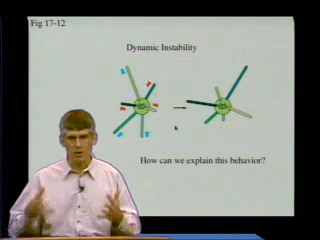 Fig 17-12
Dynamic Instability
How can we explain this behavior?